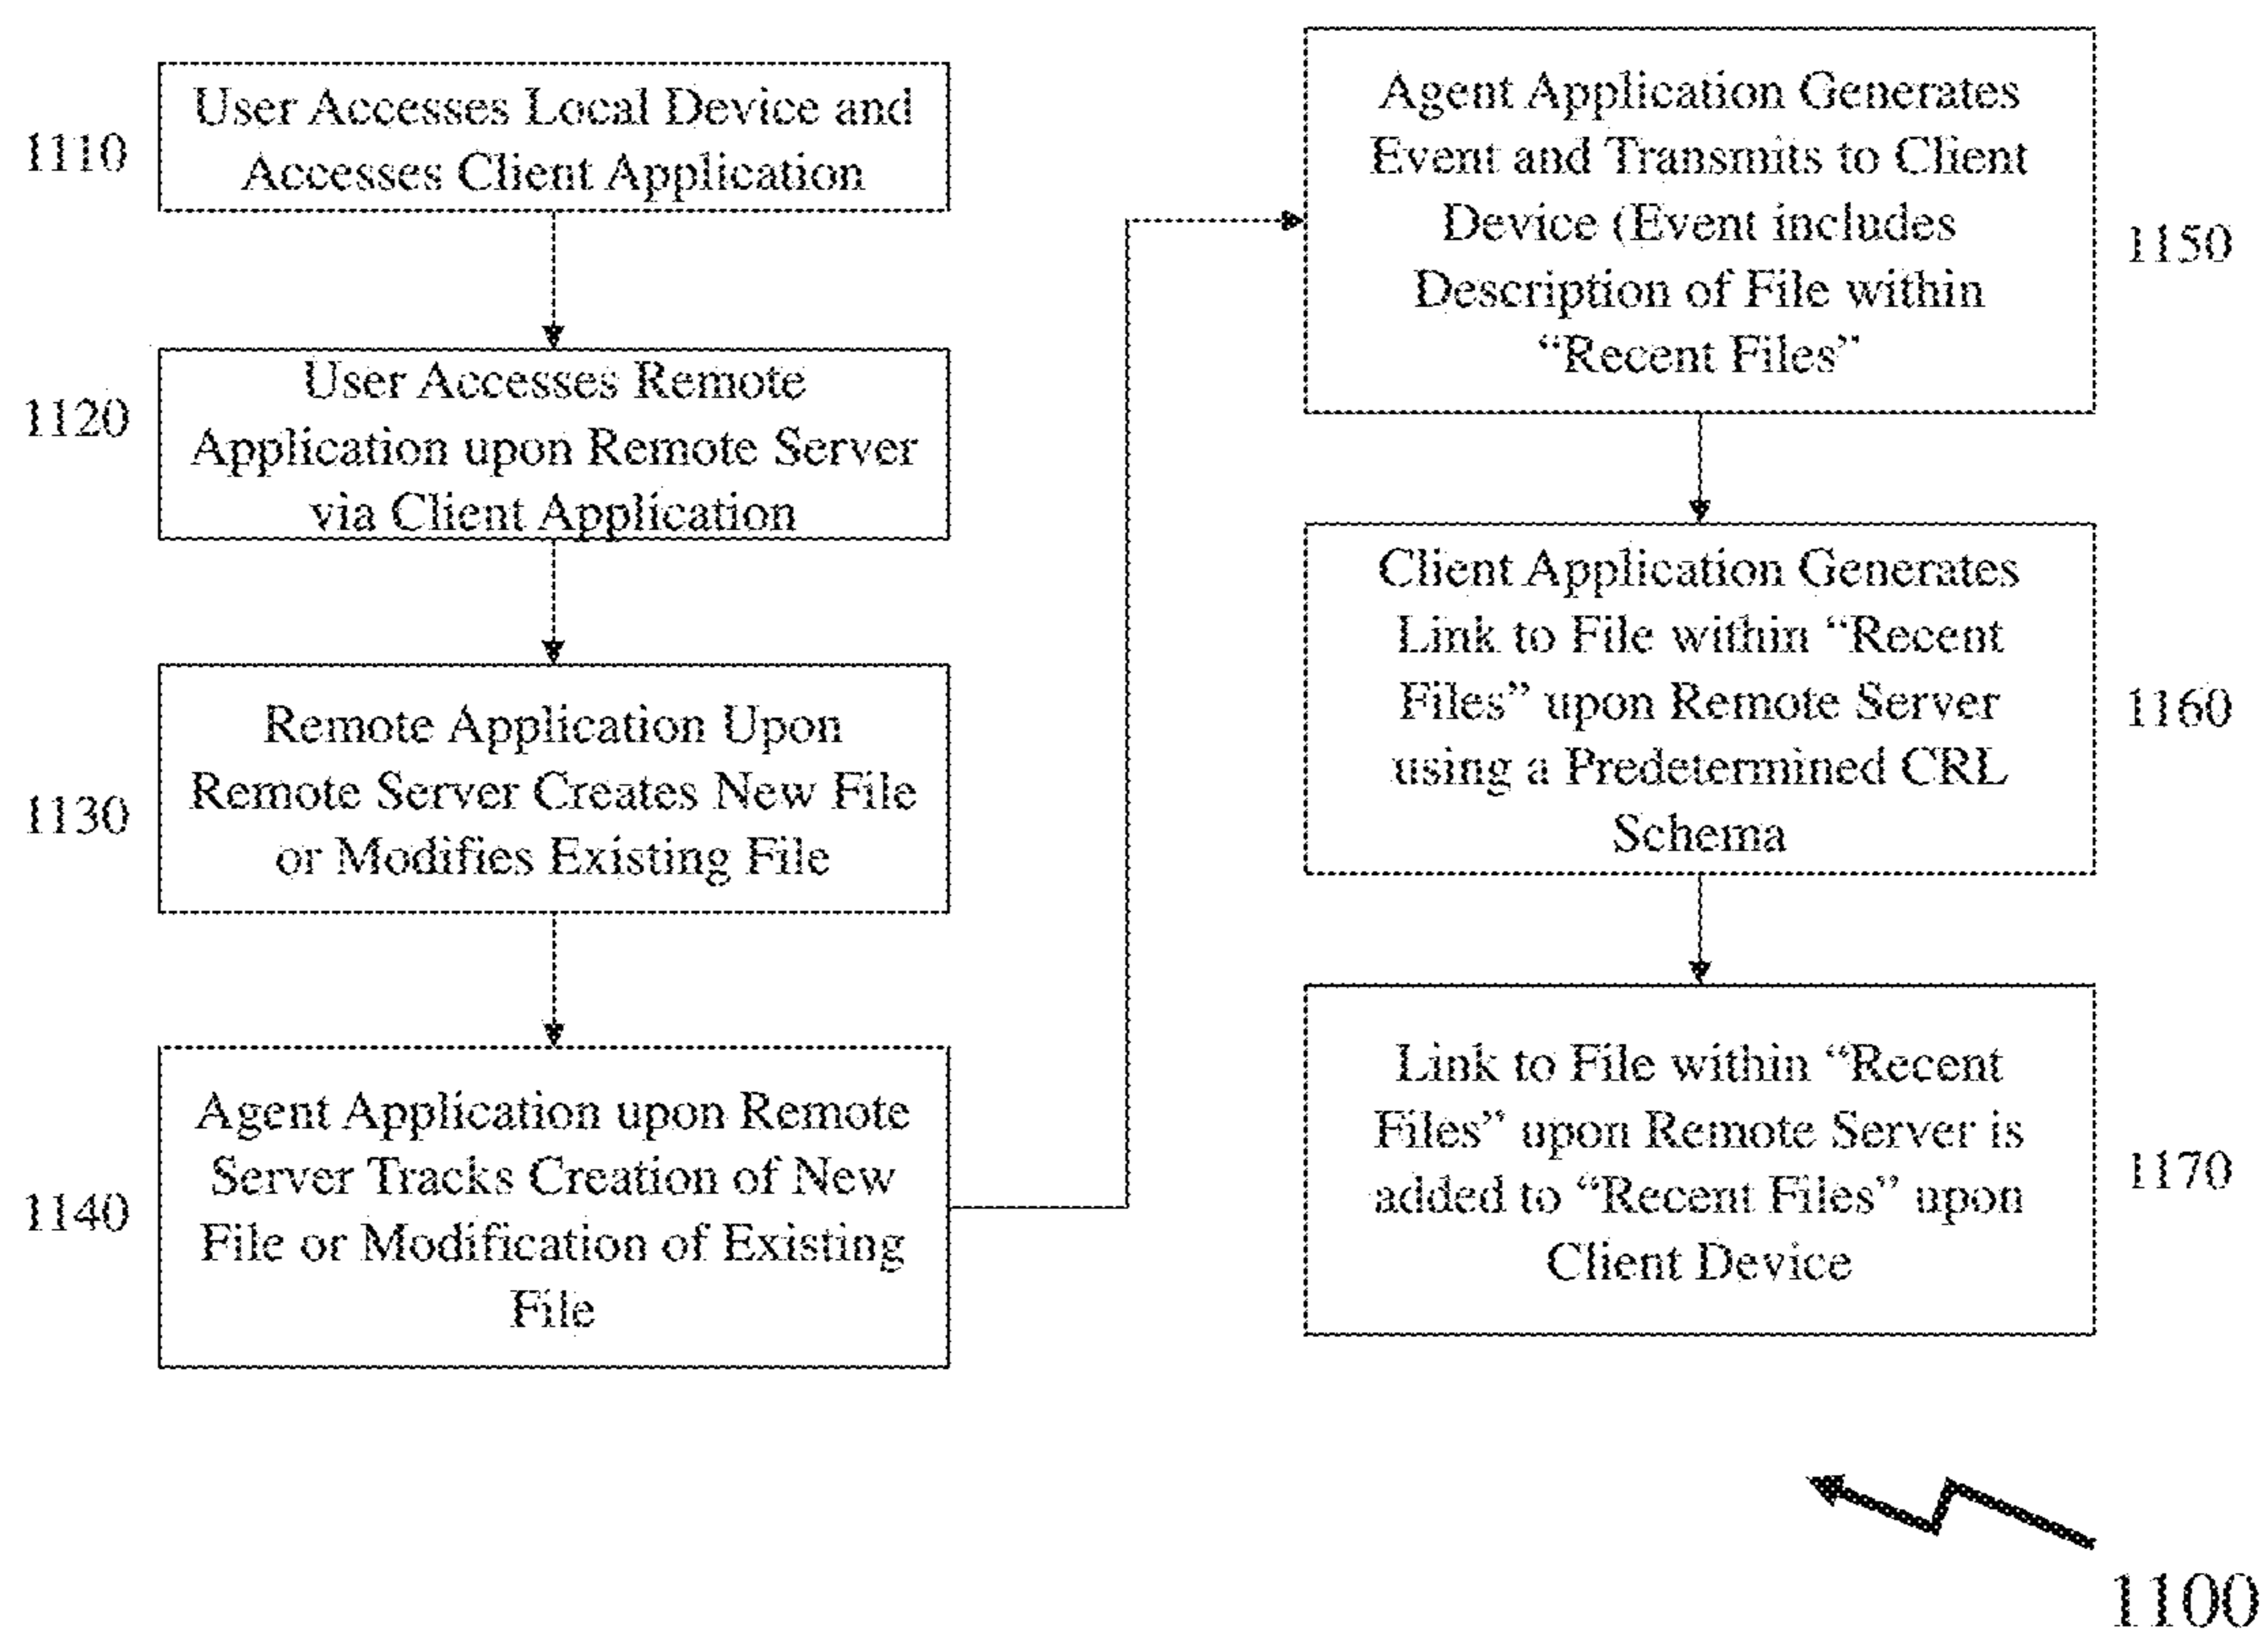 1110
User Accesses Local Device and
Accesses Client Application
1120
User Accesses Remote
Application upon Remote Server
via Client Application
1130
Remote Application Upon
Remote Server Creates New File
or Modifies Existing File
1140
Agent Application upon Remote
Server Tracks Creation of New
File or Modification of Existing
File
Agent Application Generates
Event and Transmits to Client
Device (Event includes
Description of File within
“Recent Files”
1150
Client Application Generates
Link to File within “Recent
Files” upon Remote Server
using a Predetermined CRL
Schema
1160
Link to File within “Recent
Files” upon Remote Server is
added to “Recent Files” upon
Client Device
1170
1100